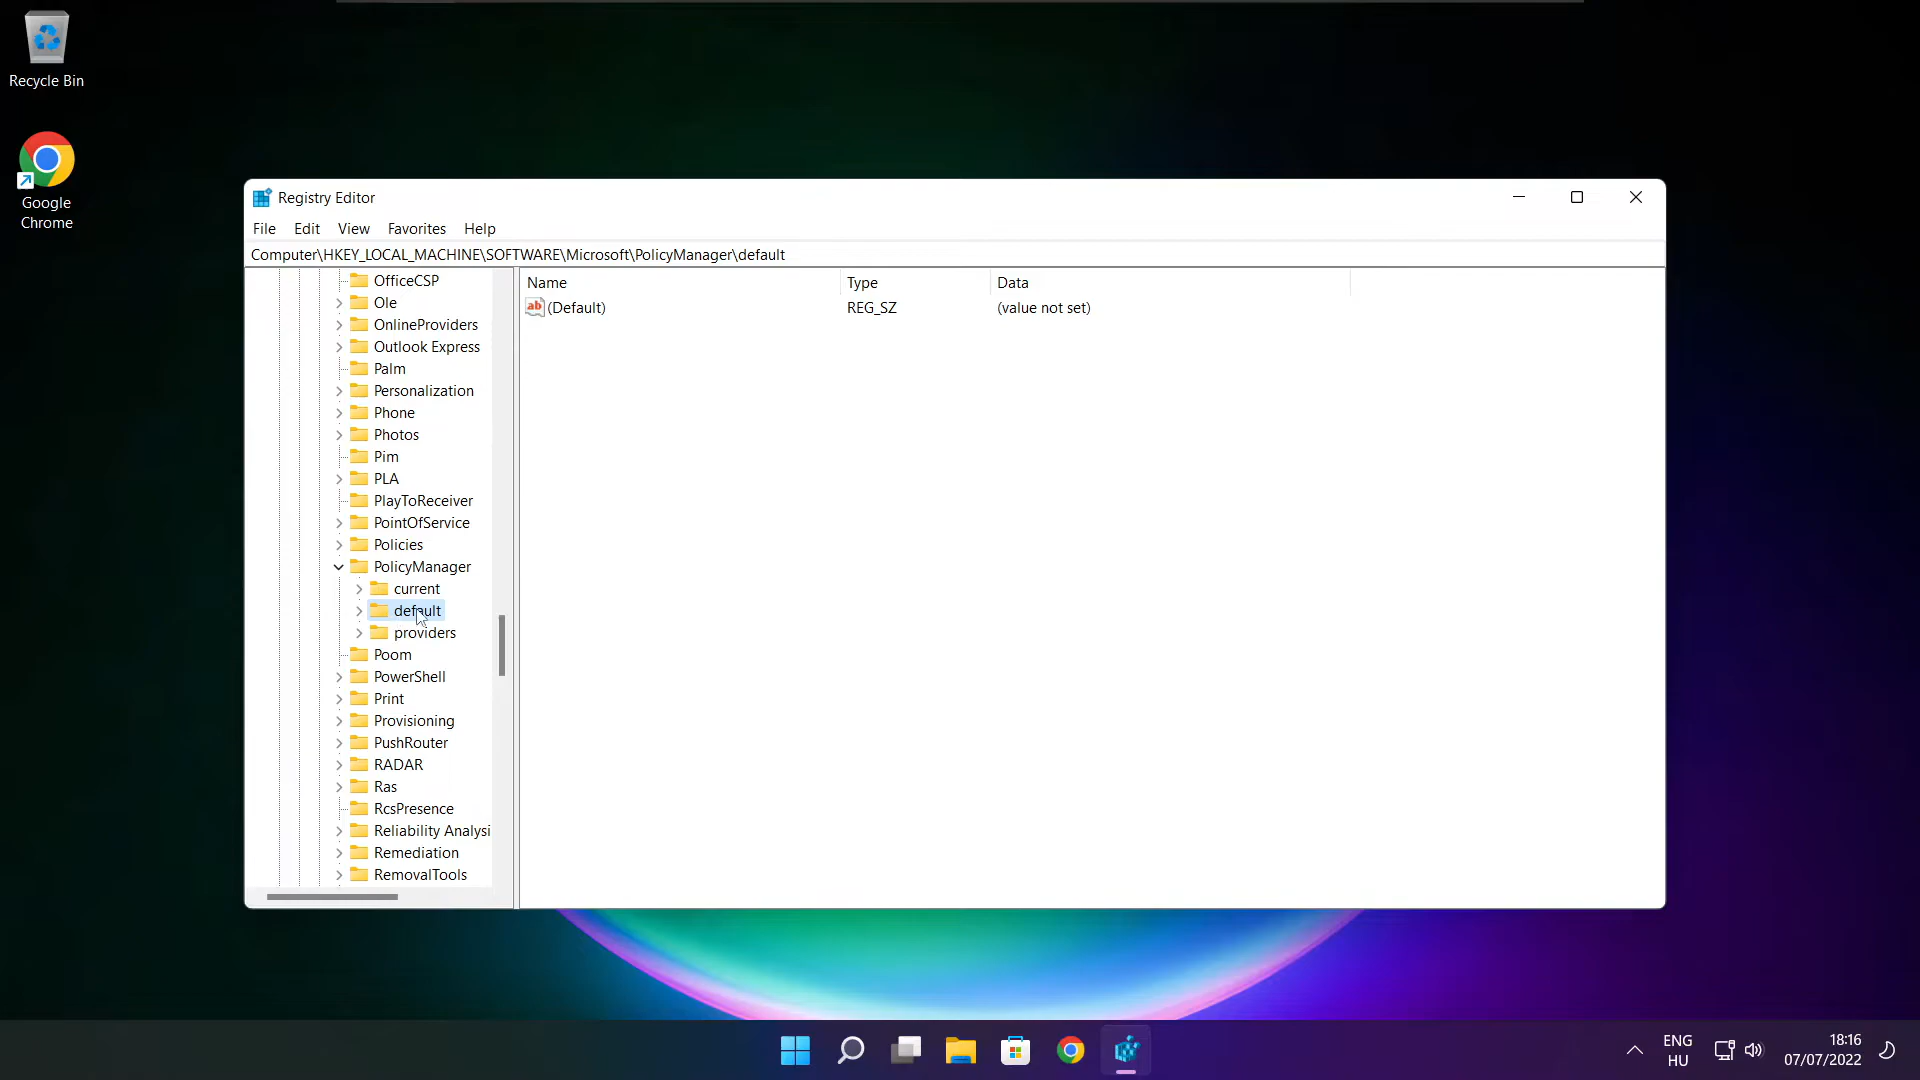 Recycle Bin
Google
Chrome
Registry Editor
File Edit View Favorites Help
Computer\HKEY_LOCAL_MACHINE\SOFTWARE\Microsoft\PolicyManager\default
OfficeCSP
Ole
OnlineProviders
Outlook Express
Palm
Personalization
Phone
Photos
Pim
PLA
PlayToReceiver
PointOfService
Policies
PolicyManager
current
default
providers
Poom
PowerShell
Print
Provisioning
PushRouter
RADAR
Ras
RcsPresence
Reliability Analysi
Remediation
RemovalTools
Name Type Data
ab (Default) REG_SZ (value not set)
ENG
HU
18:16
07/07/2022